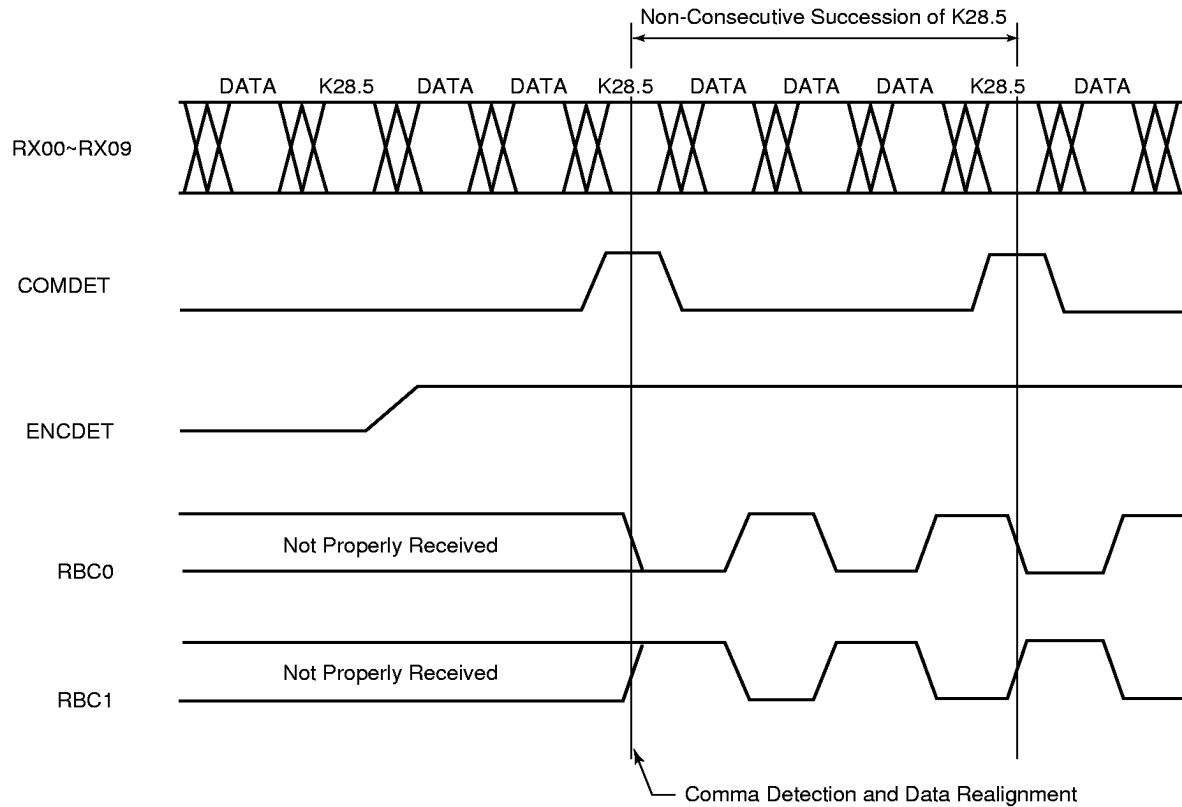 Non-Consecutive Succession of K28.5
DATA K28.5 DATA DATA K28.5 DATA DATA DATA K28.5 DATA
RX00~RX09
COMDET
ENCDET
Not Properly Received
RBC0
Not Properly Received
RBC1
Comma Detection and Data Realignment